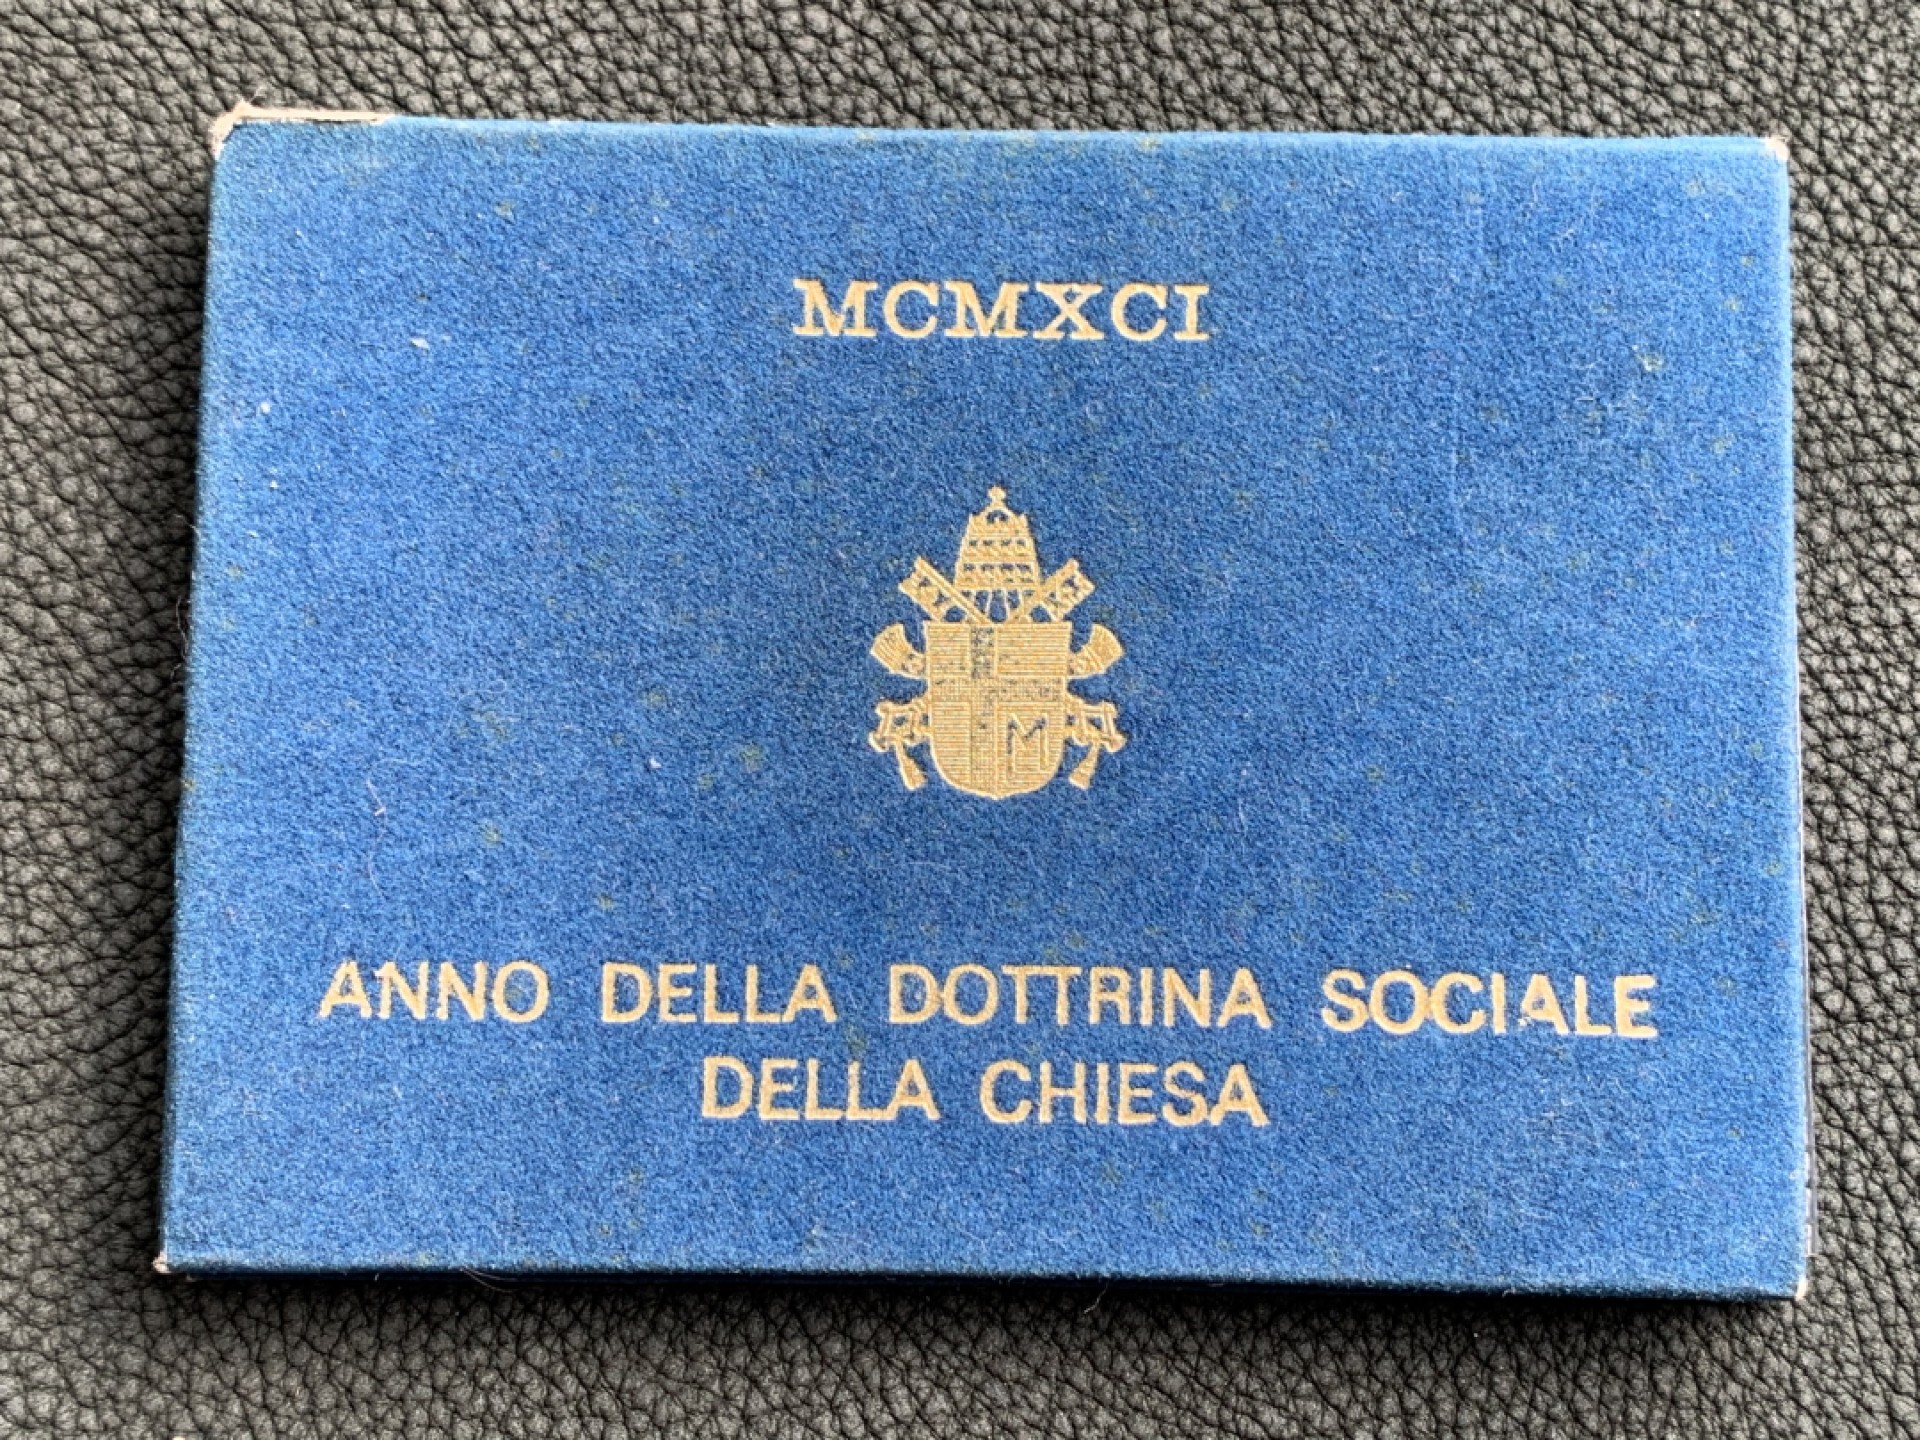 MCMXCI
M
ANNO DELLA DOTTRINA SOCIALE
DELLA CHIESA